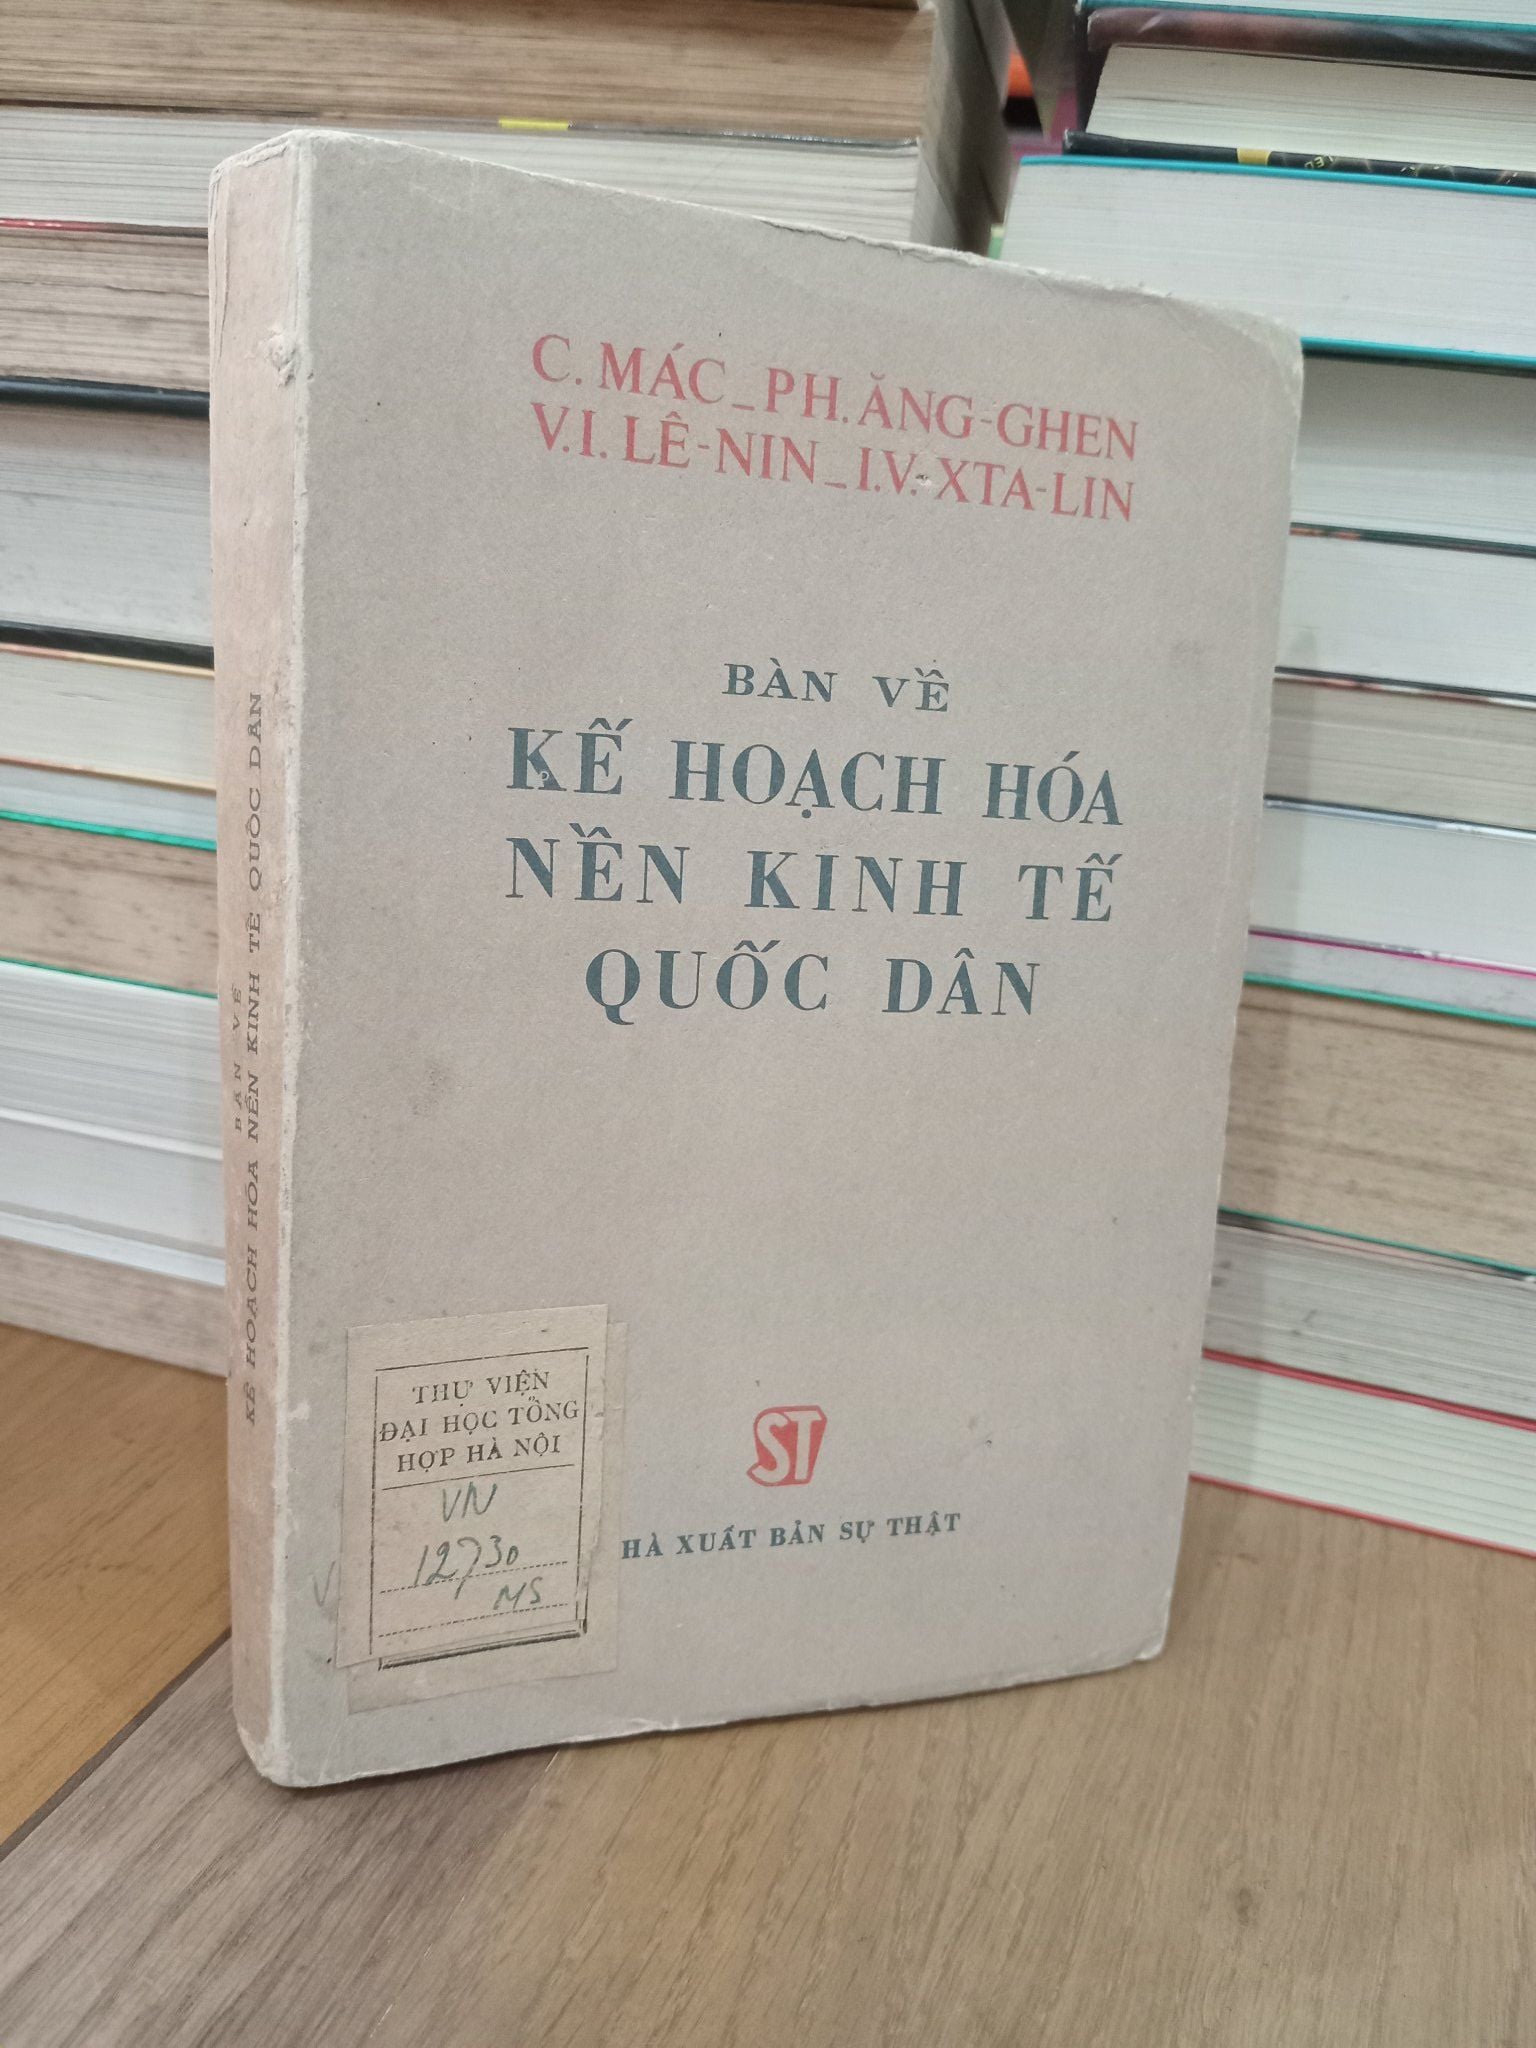 C. MÁC _ PH. ĂNG-GHEN
V.I. LÊ-NIN _ I.V. XTA-LIN
BÀN VỀ
KẾ HOẠCH HÓA
NỀN KINH TẾ
QUỐC DÂN
ST
HÀ XUẤT BẢN SỰ THẬT
THƯ VIỆN
ĐẠI HỌC TỔNG
HỢP HÀ NỘI
VN
12730
MS
BÀN VỀ
KẾ HOẠCH HÓA NỀN KINH TẾ QUỐC DÂN